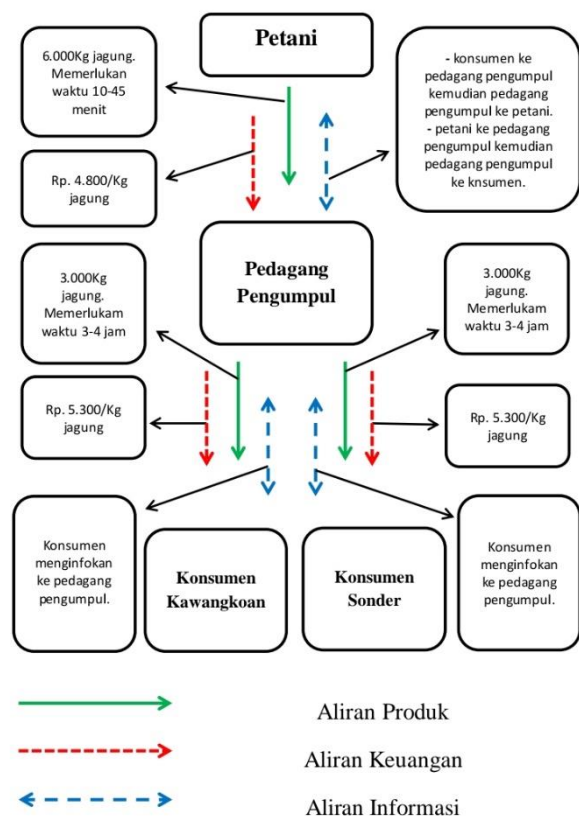 Petani
6.000Kg jagung.
Memerlukan
waktu 10-45
menit
- konsumen ke
pedagang pengumpul
kemudian pedagang
pengumpul ke petani.
- petani ke pedagang
pengumpul kemudian
pedagang pengumpul
ke knsumen.
Rp. 4.800/Kg
jagung
Pedagang
Pengumpul
3.000Kg
jagung.
Memerlukam
waktu 3-4 jam
3.000Kg
jagung.
Memerlukam
waktu 3-4 jam
Rp. 5.300/Kg
jagung
Rp. 5.300/Kg
jagung
Konsumen
menginfokan
ke pedagang
pengumpul.
Konsumen
Kawangkoan
Konsumen
Sonder
Konsumen
menginfokan
ke pedagang
pengumpul.
Aliran Produk
Aliran Keuangan
Aliran Informasi